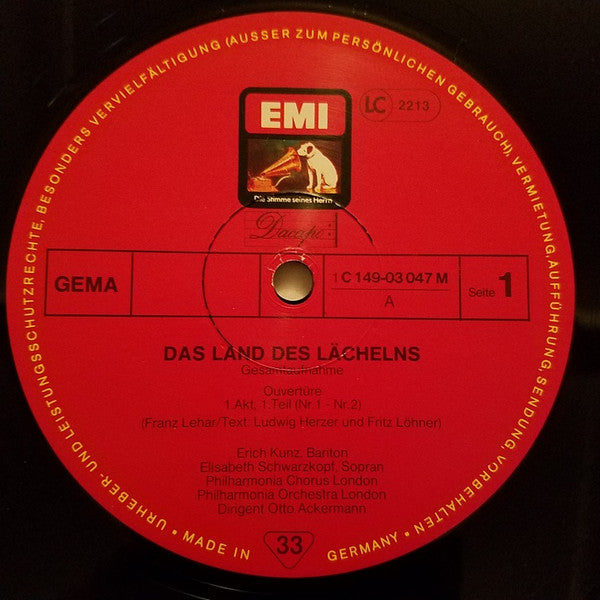 URHEBER- UND LEISTUNGSSCHUTZRECHTE, BESONDERS VERVIELFÄLTIGUNG (AUSSER ZUM PERSÖNLICHEN GEBRAUCH), VERMIETUNG, AUFFÜHRUNG, SENDUNG, VORBEHALTEN
EMI
LC 2213
Die Stimme seines Herrn
Dacapo
GEMA
1 C 149-03 047 M
A
Seite 1
DAS LAND DES LÄCHELNS
Gesamtaufnahme
Ouvertüre
1.Akt, 1.Teil (Nr.1 - Nr.2)
(Franz Lehár/Text: Ludwig Herzer und Fritz Löhner)
Erich Kunz, Bariton
Elisabeth Schwarzkopf, Sopran
Philharmonia Chorus London
Philharmonia Orchestra London
Dirigent Otto Ackermann
• MADE IN
33
GERMANY •